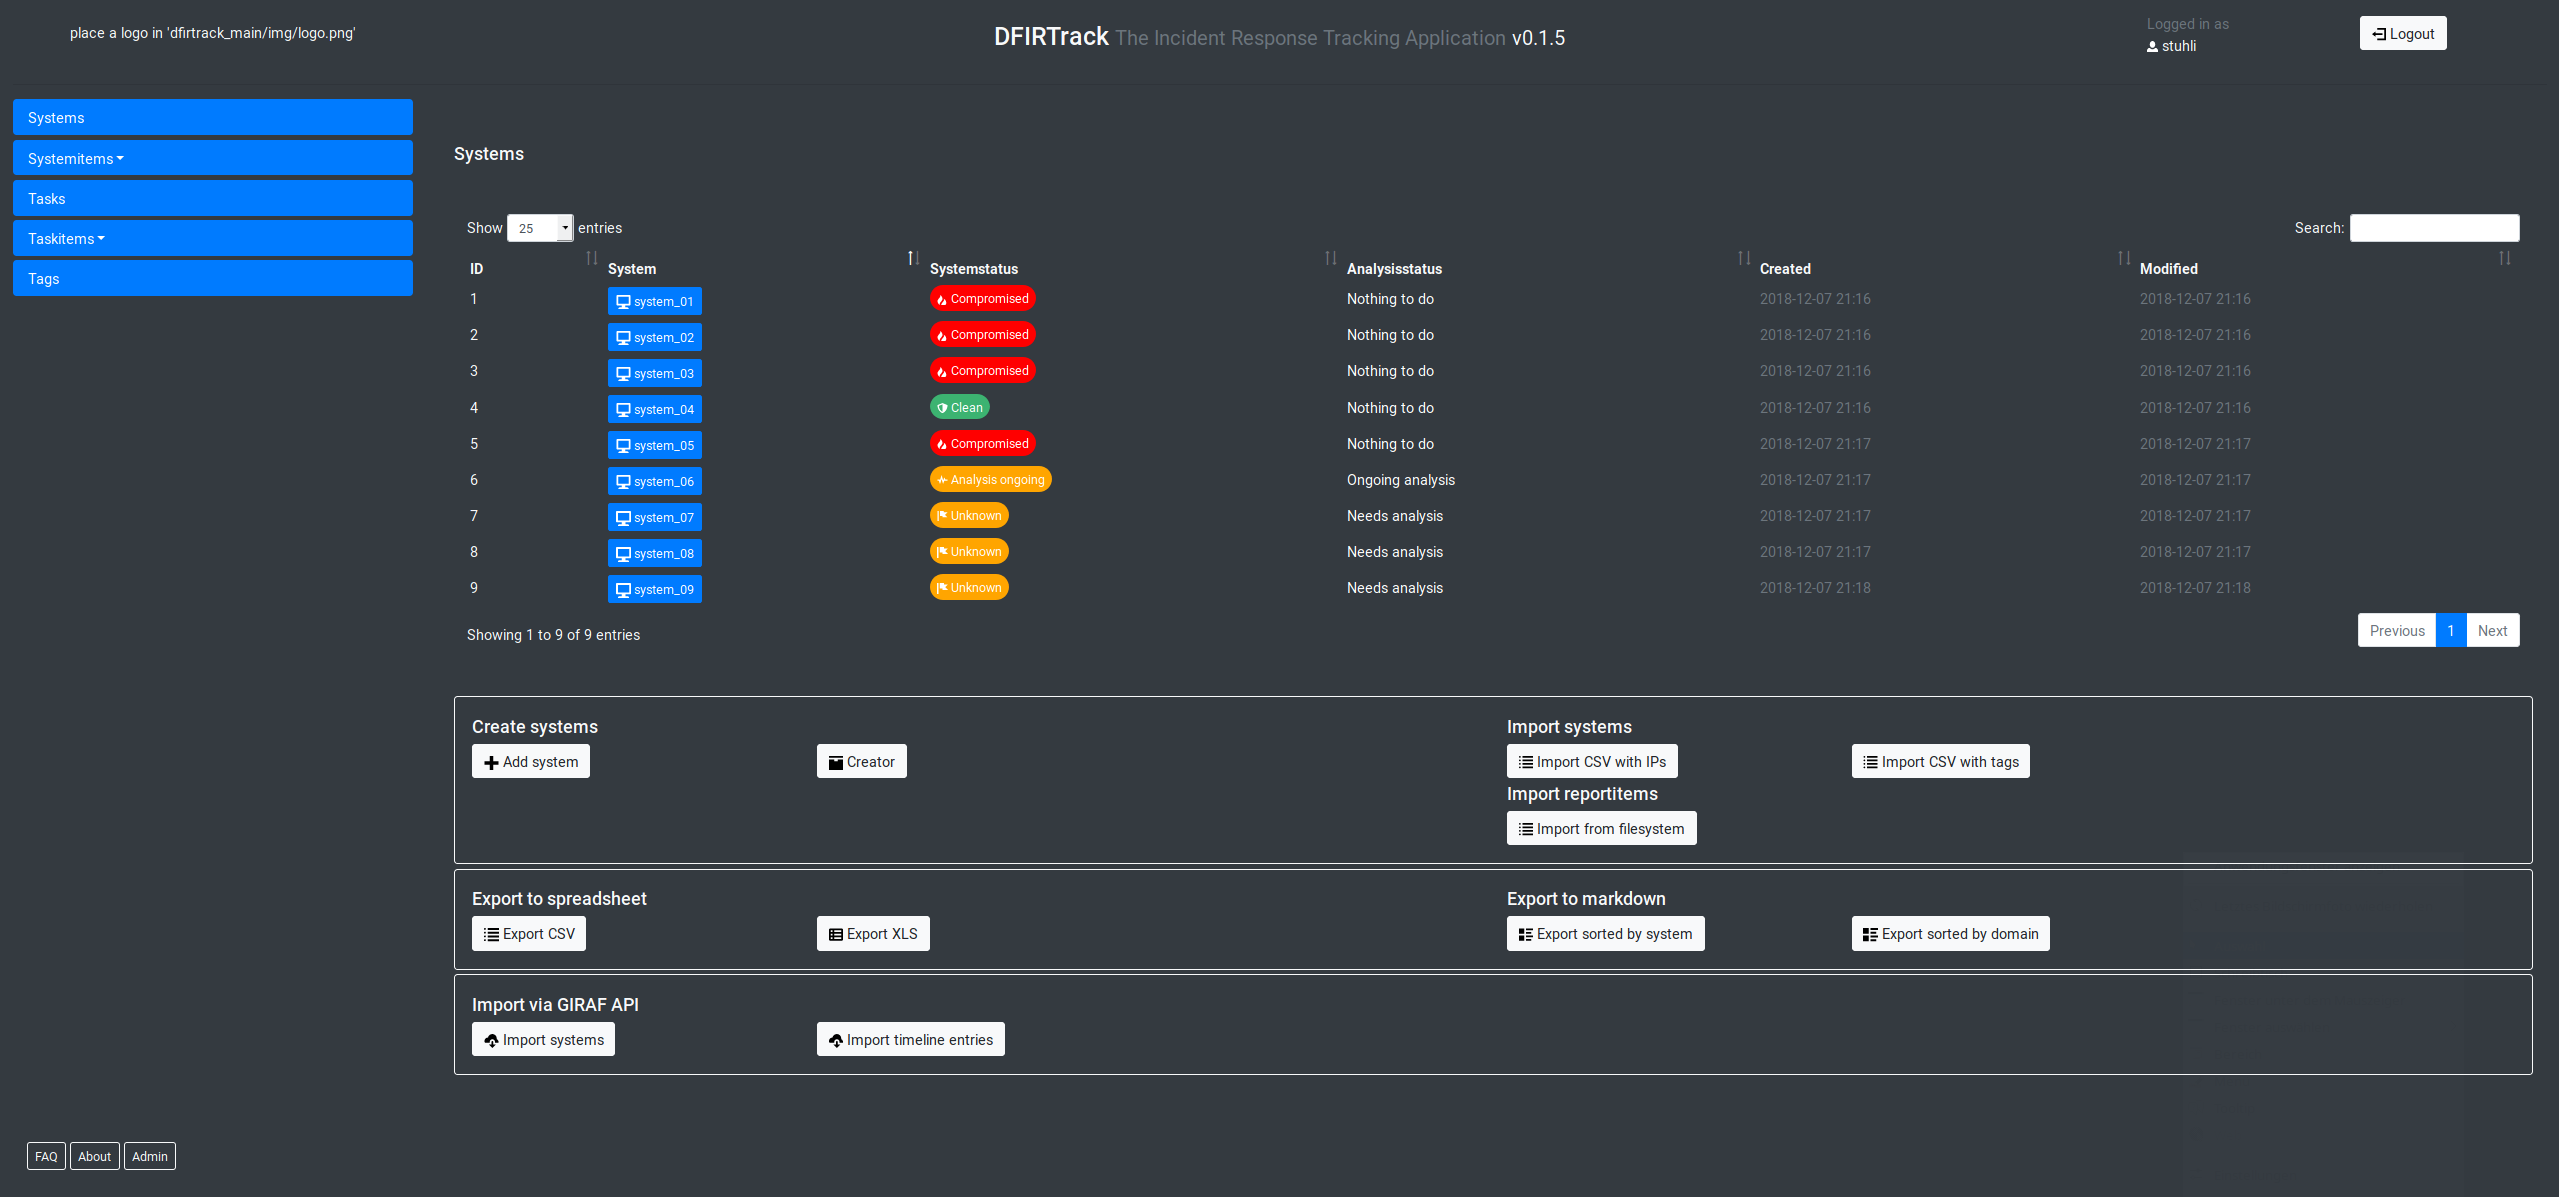 place a logo in 'dfirtrack_main/img/logo.png'
DFIRTrack The Incident Response Tracking Application v0.1.5
Logged in as
stuhli
Logout
Systems
Systemitems
Tasks
Taskitems
Tags
Systems
Show 25 entries
Search:
ID System Systemstatus Analysisstatus Created Modified
1 system_01 Compromised Nothing to do 2018-12-07 21:16 2018-12-07 21:16
2 system_02 Compromised Nothing to do 2018-12-07 21:16 2018-12-07 21:16
3 system_03 Compromised Nothing to do 2018-12-07 21:16 2018-12-07 21:16
4 system_04 Clean Nothing to do 2018-12-07 21:16 2018-12-07 21:16
5 system_05 Compromised Nothing to do 2018-12-07 21:17 2018-12-07 21:17
6 system_06 Analysis ongoing Ongoing analysis 2018-12-07 21:17 2018-12-07 21:17
7 system_07 Unknown Needs analysis 2018-12-07 21:17 2018-12-07 21:17
8 system_08 Unknown Needs analysis 2018-12-07 21:17 2018-12-07 21:17
9 system_09 Unknown Needs analysis 2018-12-07 21:18 2018-12-07 21:18
Showing 1 to 9 of 9 entries
Previous 1 Next
Create systems
Add system Creator
Import systems
Import CSV with IPs Import CSV with tags
Import reportitems
Import from filesystem
Export to spreadsheet
Export CSV Export XLS
Export to markdown
Export sorted by system Export sorted by domain
Import via GIRAF API
Import systems Import timeline entries
FAQ About Admin